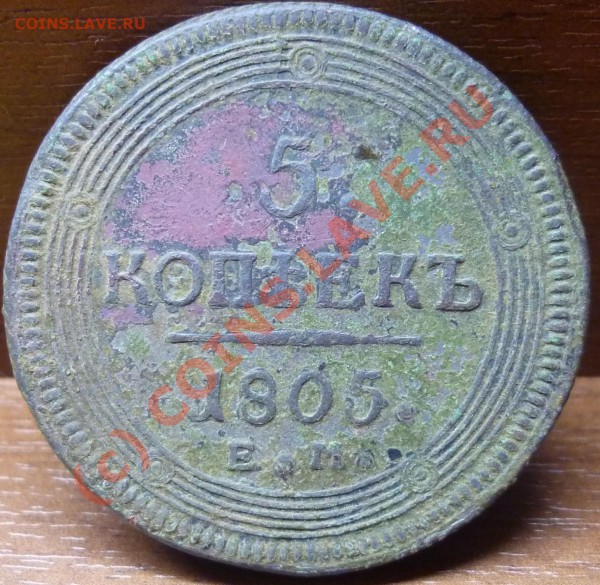 COINS.LAVE.RU
5
КОПѢЕКЪ
1805.
Е.М.
(c) COINS.LAVE.RU